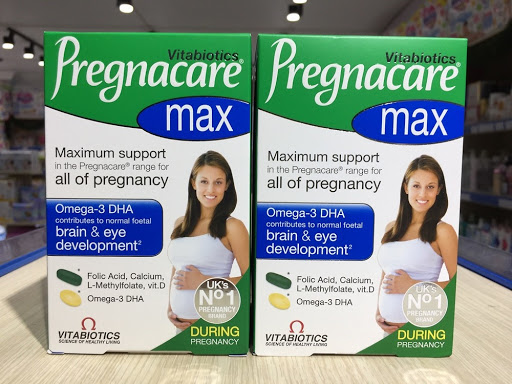 Vitabiotics
Pregnacare®
max
Maximum support
in the Pregnacare® range for
all of pregnancy
Omega-3 DHA
contributes to normal foetal
brain & eye
development²
Folic Acid, Calcium,
L-Methylfolate, vit.D
Omega-3 DHA
UK's
Nº1
PREGNANCY
BRAND
VITABIOTICS
SCIENCE OF HEALTHY LIVING
DURING
PREGNANCY
Vitabiotics
Pregnacare®
max
Maximum support
in the Pregnacare® range for
all of pregnancy
Omega-3 DHA
contributes to normal foetal
brain & eye
development²
Folic Acid, Calcium,
L-Methylfolate, vit.D
Omega-3 DHA
UK's
Nº1
PREGNANCY
BRAND
VITABIOTICS
SCIENCE OF HEALTHY LIVING
DURING
PREGNANCY